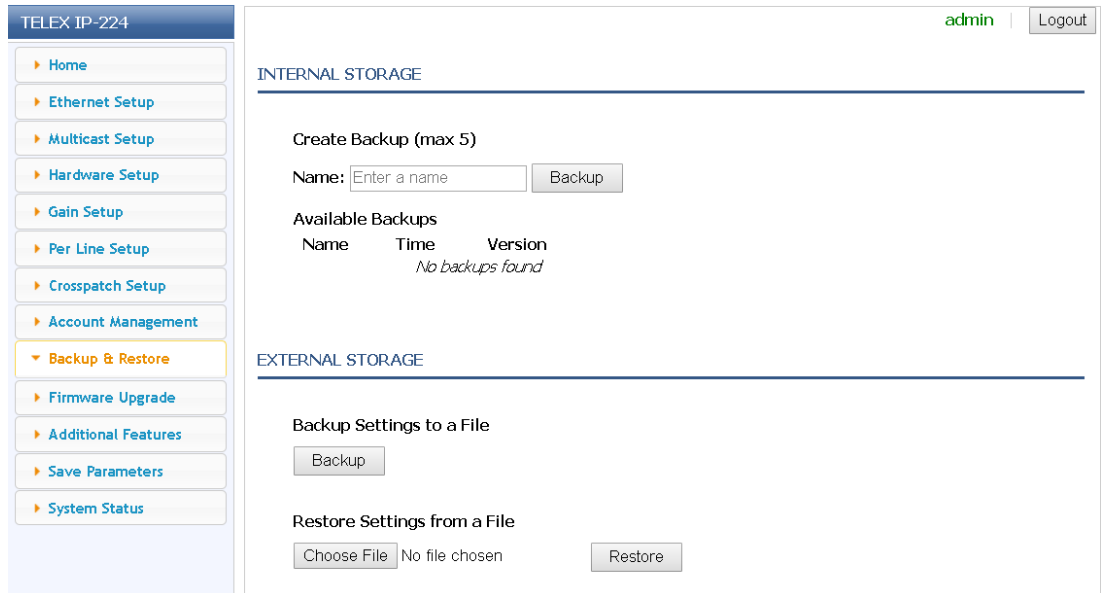 TELEX IP-224
admin
Logout
Home
Ethernet Setup
Multicast Setup
Hardware Setup
Gain Setup
Per Line Setup
Crosspatch Setup
Account Management
Backup & Restore
Firmware Upgrade
Additional Features
Save Parameters
System Status
INTERNAL STORAGE
Create Backup (max 5)
Name: Enter a name Backup
Available Backups
Name Time Version
No backups found
EXTERNAL STORAGE
Backup Settings to a File
Backup
Restore Settings from a File
Choose File No file chosen Restore